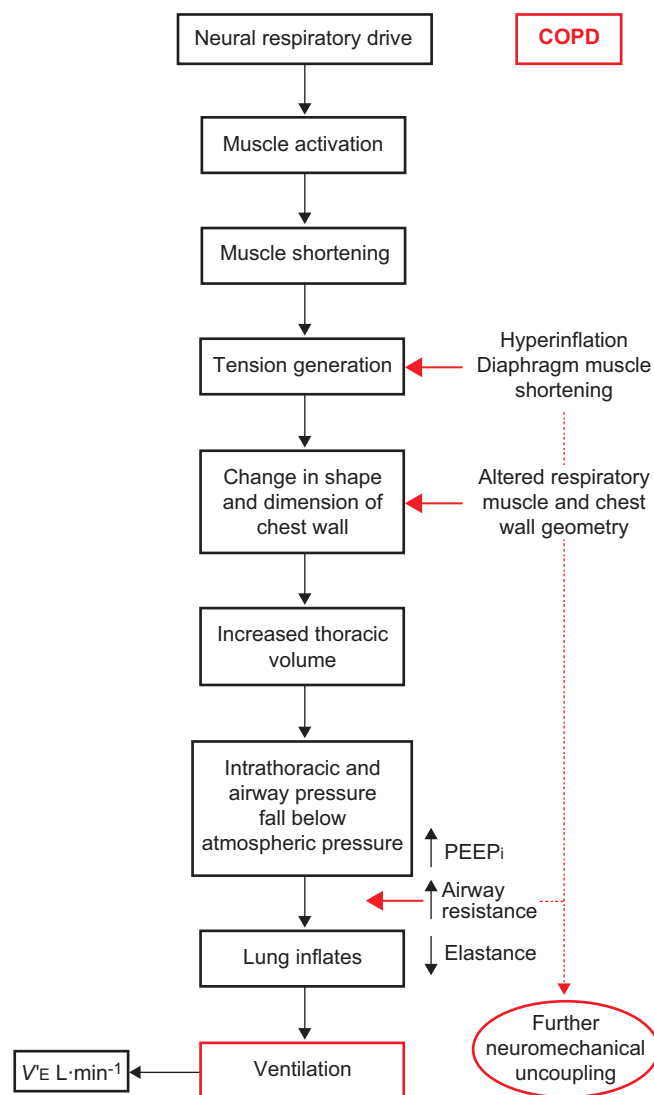 Neural respiratory drive
COPD
Muscle activation
Muscle shortening
Tension generation
Hyperinflation
Diaphragm muscle
shortening
Change in shape
and dimension of
chest wall
Altered respiratory
muscle and chest
wall geometry
Increased thoracic
volume
Intrathoracic and
airway pressure
fall below
atmospheric pressure
PEEPi
Airway
resistance
Elastance
Lung inflates
Further
neuromechanical
uncoupling
Ventilation
V'E L·min-1